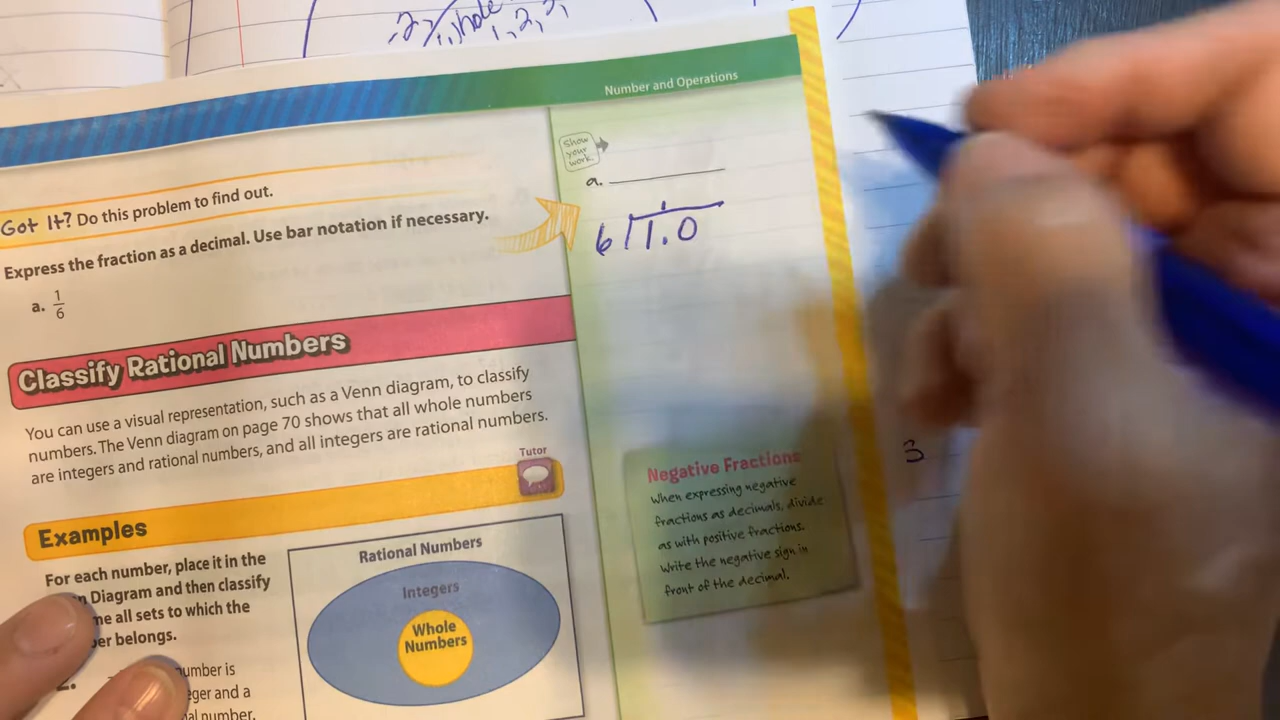 whole
1, 2, 3,
Number and Operations
Show
your
work.
a.
6 1.0
Got It? Do this problem to find out.
Express the fraction as a decimal. Use bar notation if necessary.
a. 1/6
Classify Rational Numbers
You can use a visual representation, such as a Venn diagram, to classify
numbers. The Venn diagram on page 70 shows that all whole numbers
are integers and rational numbers, and all integers are rational numbers.
Tutor
Examples
For each number, place it in the
Diagram and then classify
all sets to which the
belongs.
2.
number is
and a
number.
Rational Numbers
Integers
Whole
Numbers
Negative Fractions
When expressing negative
fractions as decimals, divide
as with positive fractions.
Write the negative sign in
front of the decimal.
3